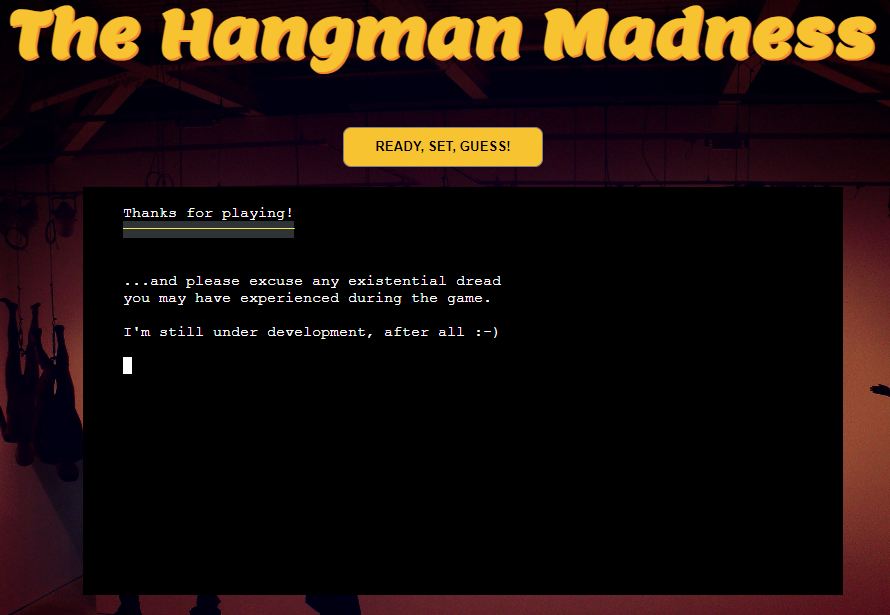 The Hangman Madness
READY, SET, GUESS!
Thanks for playing!
...and please excuse any existential dread
you may have experienced during the game.
I'm still under development, after all :-)